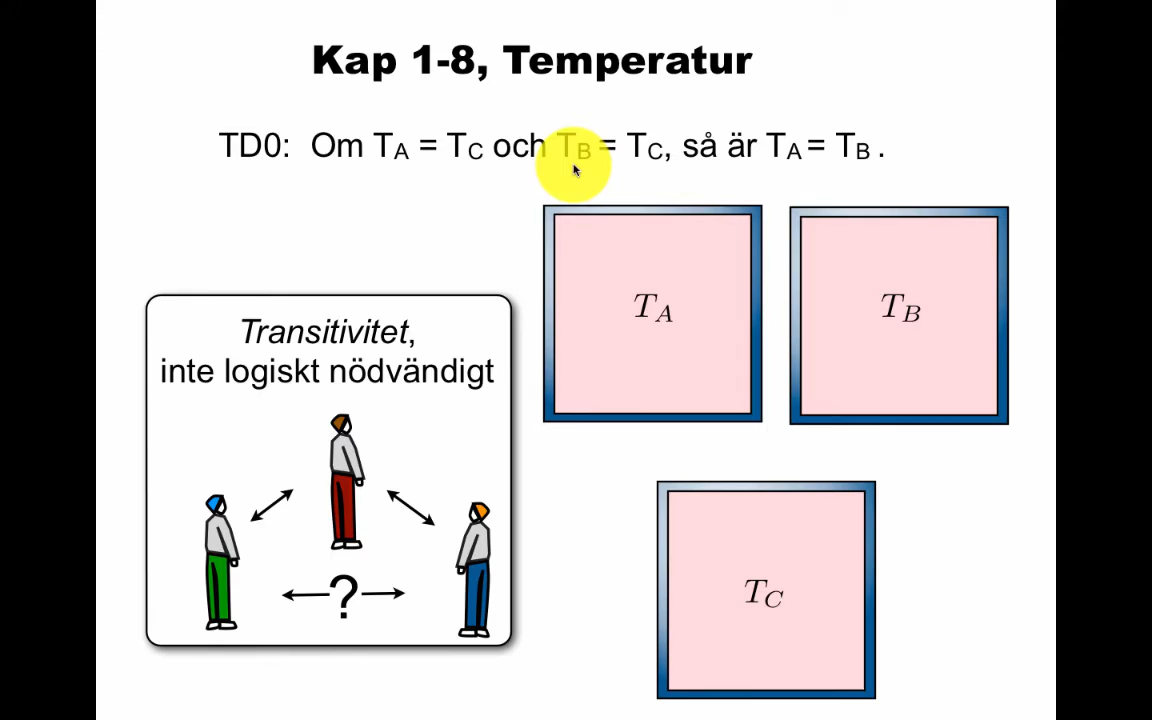 Kap 1-8, Temperatur
TD0: Om TA = TC och TB = TC, så är TA = TB .
TA
TB
Transitivitet,
inte logiskt nödvändigt
?
TC